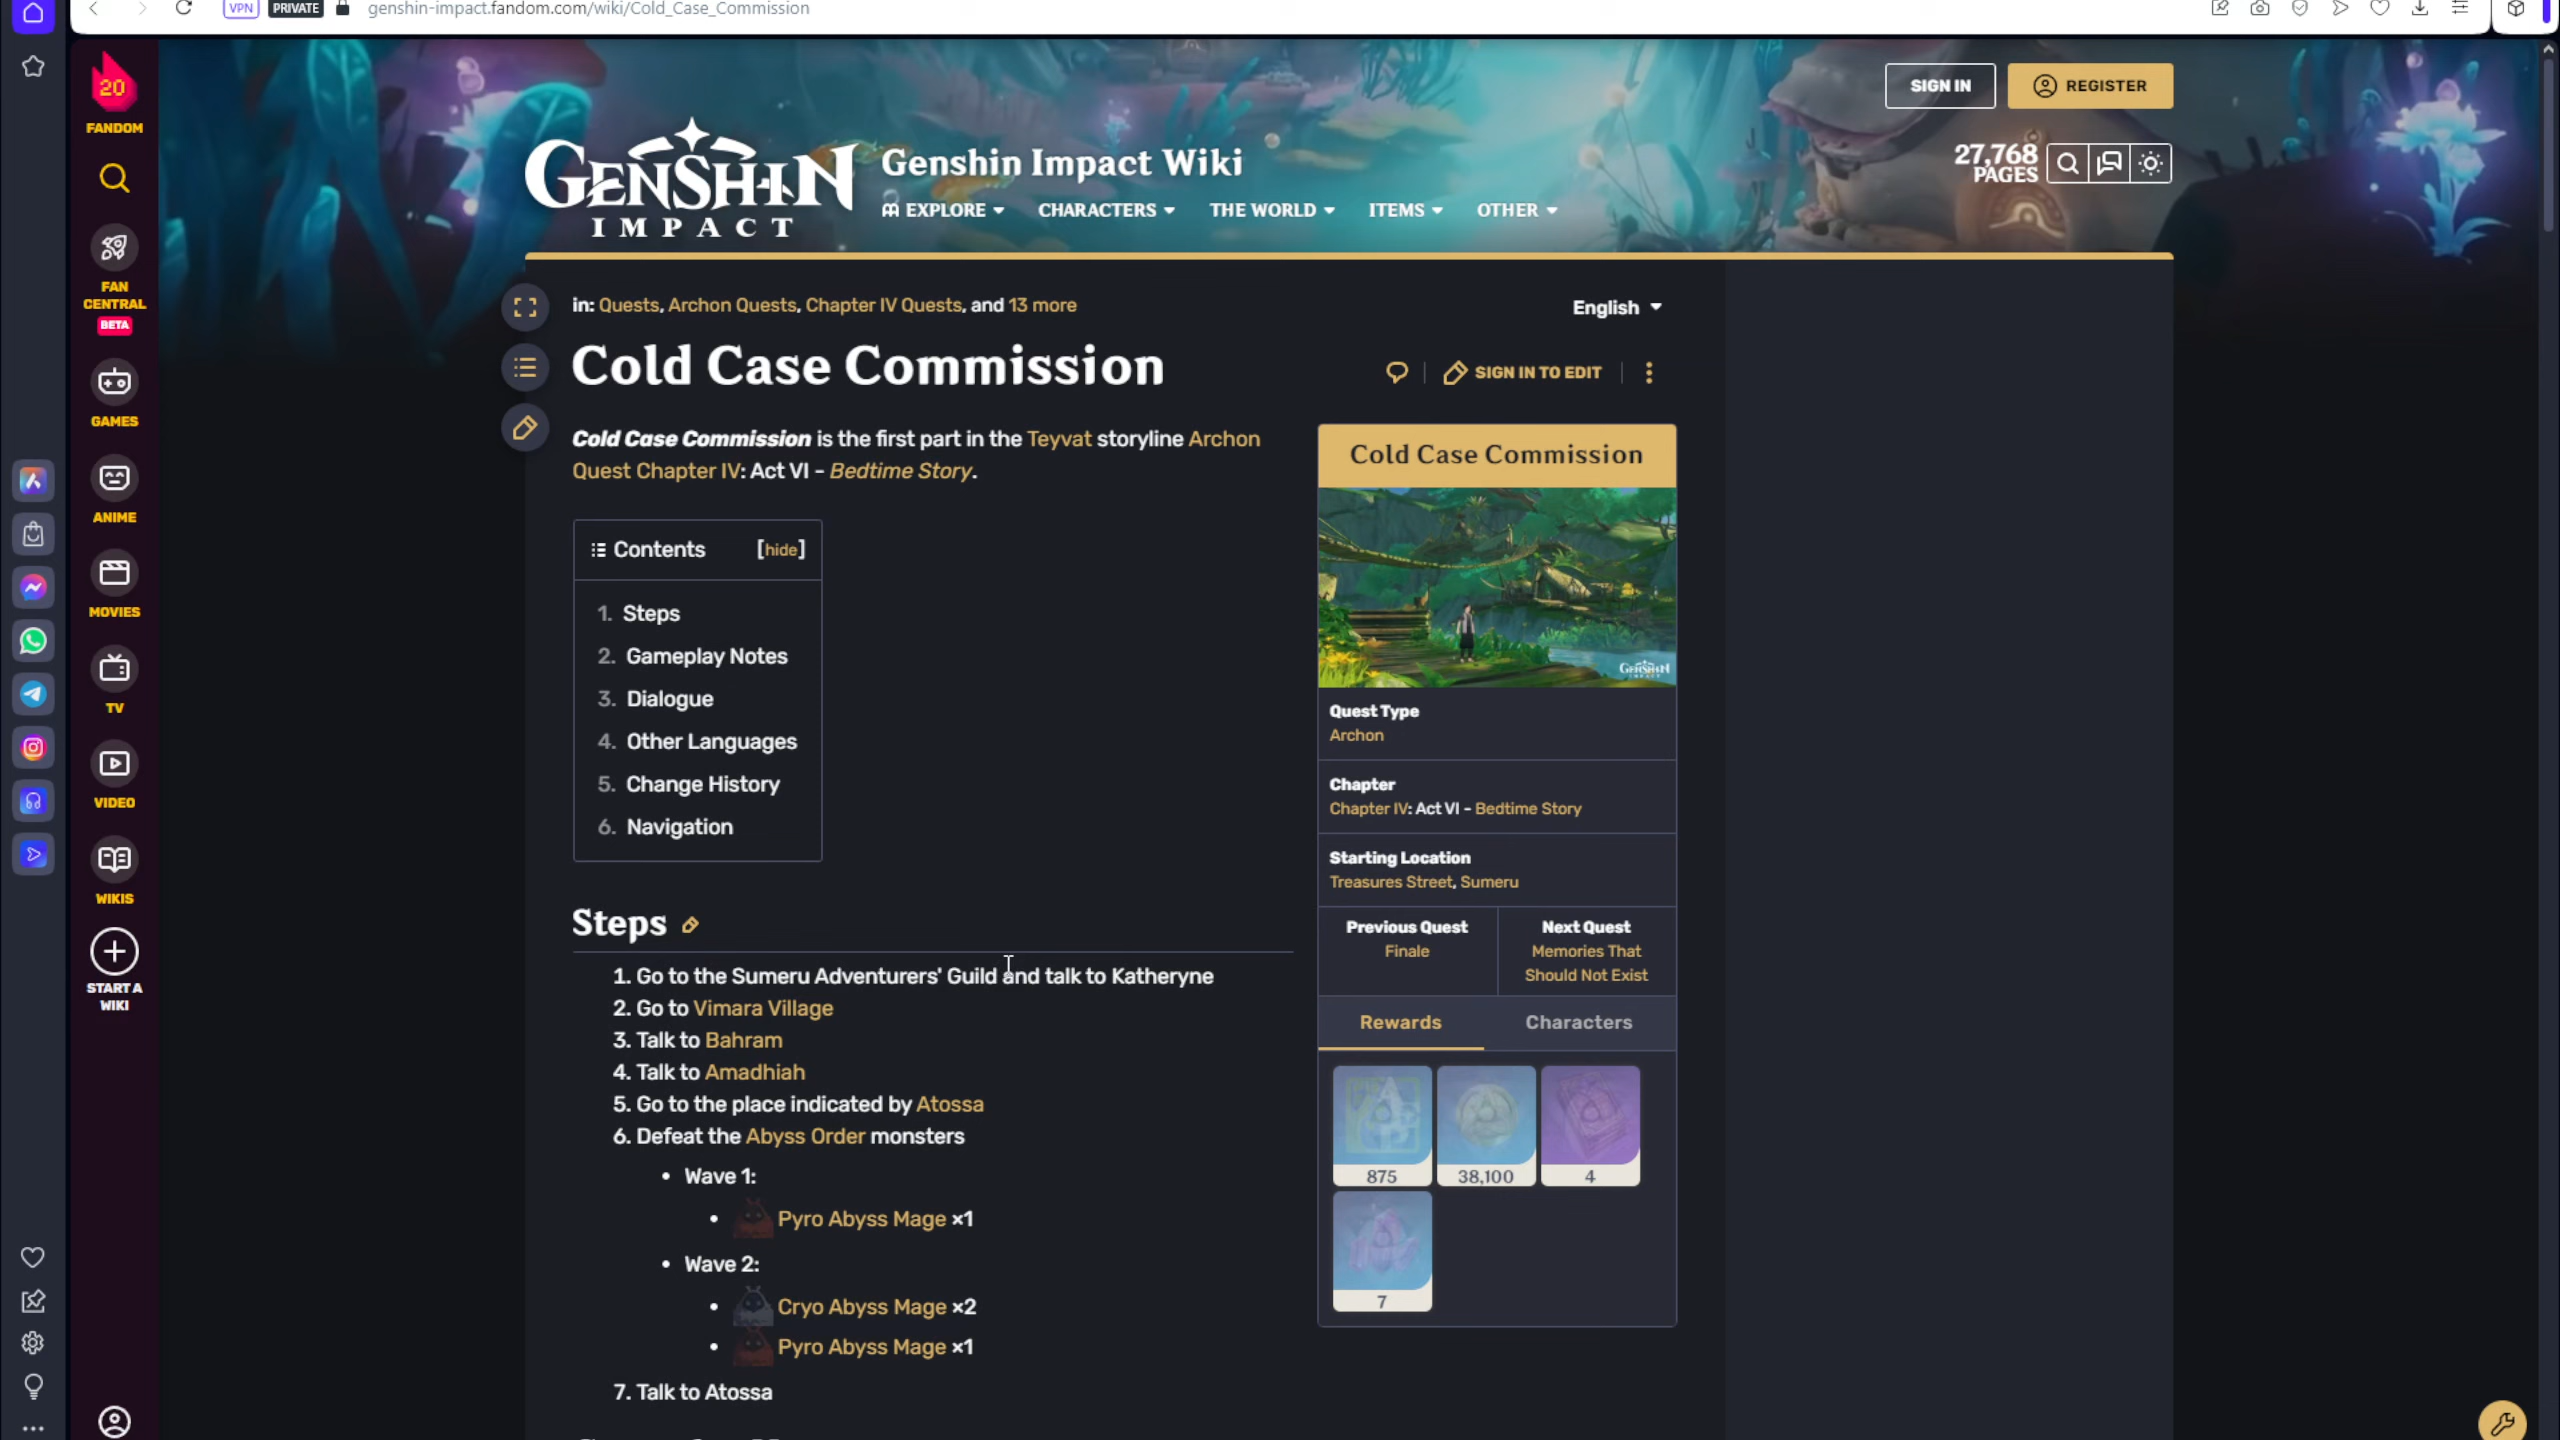 VPN PRIVATE genshin-impact.fandom.com/wiki/Cold_Case_Commission
20
FANDOM
FAN CENTRAL
BETA
GAMES
ANIME
MOVIES
TV
VIDEO
WIKIS
START A WIKI
SIGN IN
REGISTER
GENSHIN
IMPACT
Genshin Impact Wiki
EXPLORE CHARACTERS THE WORLD ITEMS OTHER
27,768
PAGES
in: Quests, Archon Quests, Chapter IV Quests, and 13 more
English
Cold Case Commission
SIGN IN TO EDIT
Cold Case Commission is the first part in the Teyvat storyline Archon
Quest Chapter IV: Act VI - Bedtime Story.
Contents [hide]
1. Steps
2. Gameplay Notes
3. Dialogue
4. Other Languages
5. Change History
6. Navigation
Steps
1. Go to the Sumeru Adventurers' Guild and talk to Katheryne
2. Go to Vimara Village
3. Talk to Bahram
4. Talk to Amadhiah
5. Go to the place indicated by Atossa
6. Defeat the Abyss Order monsters
• Wave 1:
• Pyro Abyss Mage ×1
• Wave 2:
• Cryo Abyss Mage ×2
• Pyro Abyss Mage ×1
7. Talk to Atossa
Cold Case Commission
GENSHIN
IMPACT
Quest Type
Archon
Chapter
Chapter IV: Act VI - Bedtime Story
Starting Location
Treasures Street, Sumeru
Previous Quest
Finale
Next Quest
Memories That
Should Not Exist
Rewards Characters
875 38,100 4
7